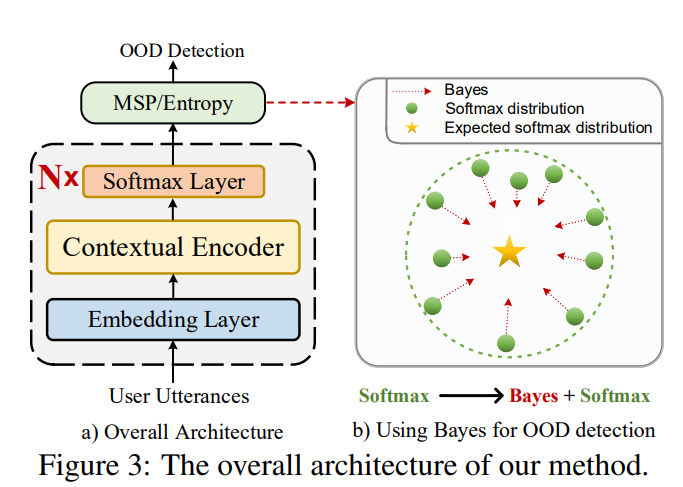 OOD Detection
MSP/Entropy
Nx
Softmax Layer
Contextual Encoder
Embedding Layer
User Utterances
a) Overall Architecture
Bayes
Softmax distribution
Expected softmax distribution
Softmax Bayes + Softmax
b) Using Bayes for OOD detection
Figure 3: The overall architecture of our method.